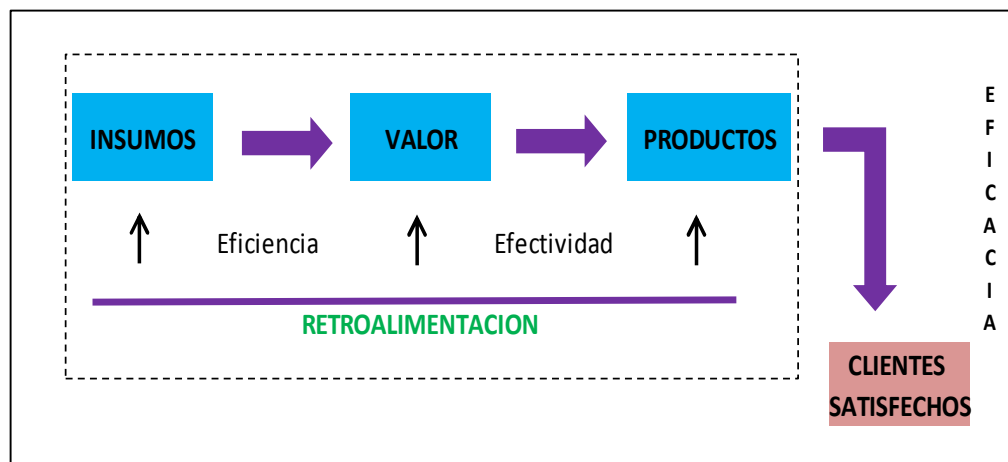 INSUMOS
VALOR
PRODUCTOS
Eficiencia
Efectividad
RETROALIMENTACION
CLIENTES
SATISFECHOS
E
F
I
C
A
C
I
A